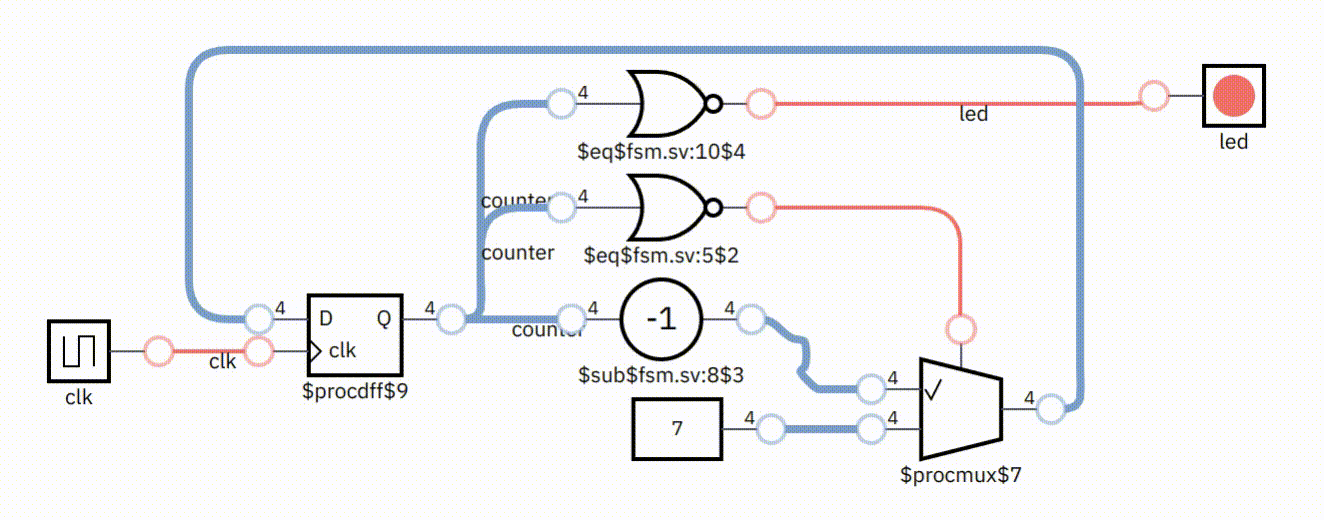 4
led
led
$eq$fsm.sv:10$4
counter
4
counter
$eq$fsm.sv:5$2
4
D
Q
4
4
-1
4
counter
clk
clk
clk
$procdff$9
$sub$fsm.sv:8$3
4
7
4
4
4
$procmux$7